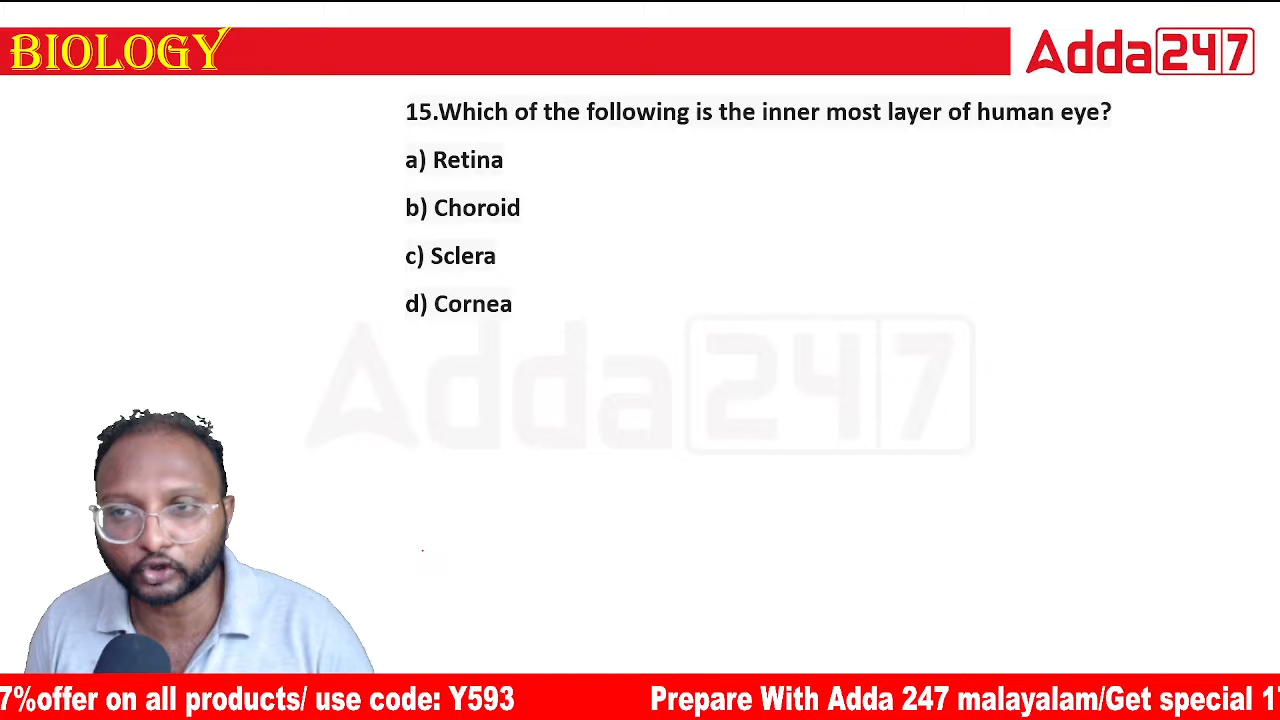 BIOLOGY
Adda247
15.Which of the following is the inner most layer of human eye?
a) Retina
b) Choroid
c) Sclera
d) Cornea
Adda247
7%offer on all products/ use code: Y593
Prepare With Adda 247 malayalam/Get special 1